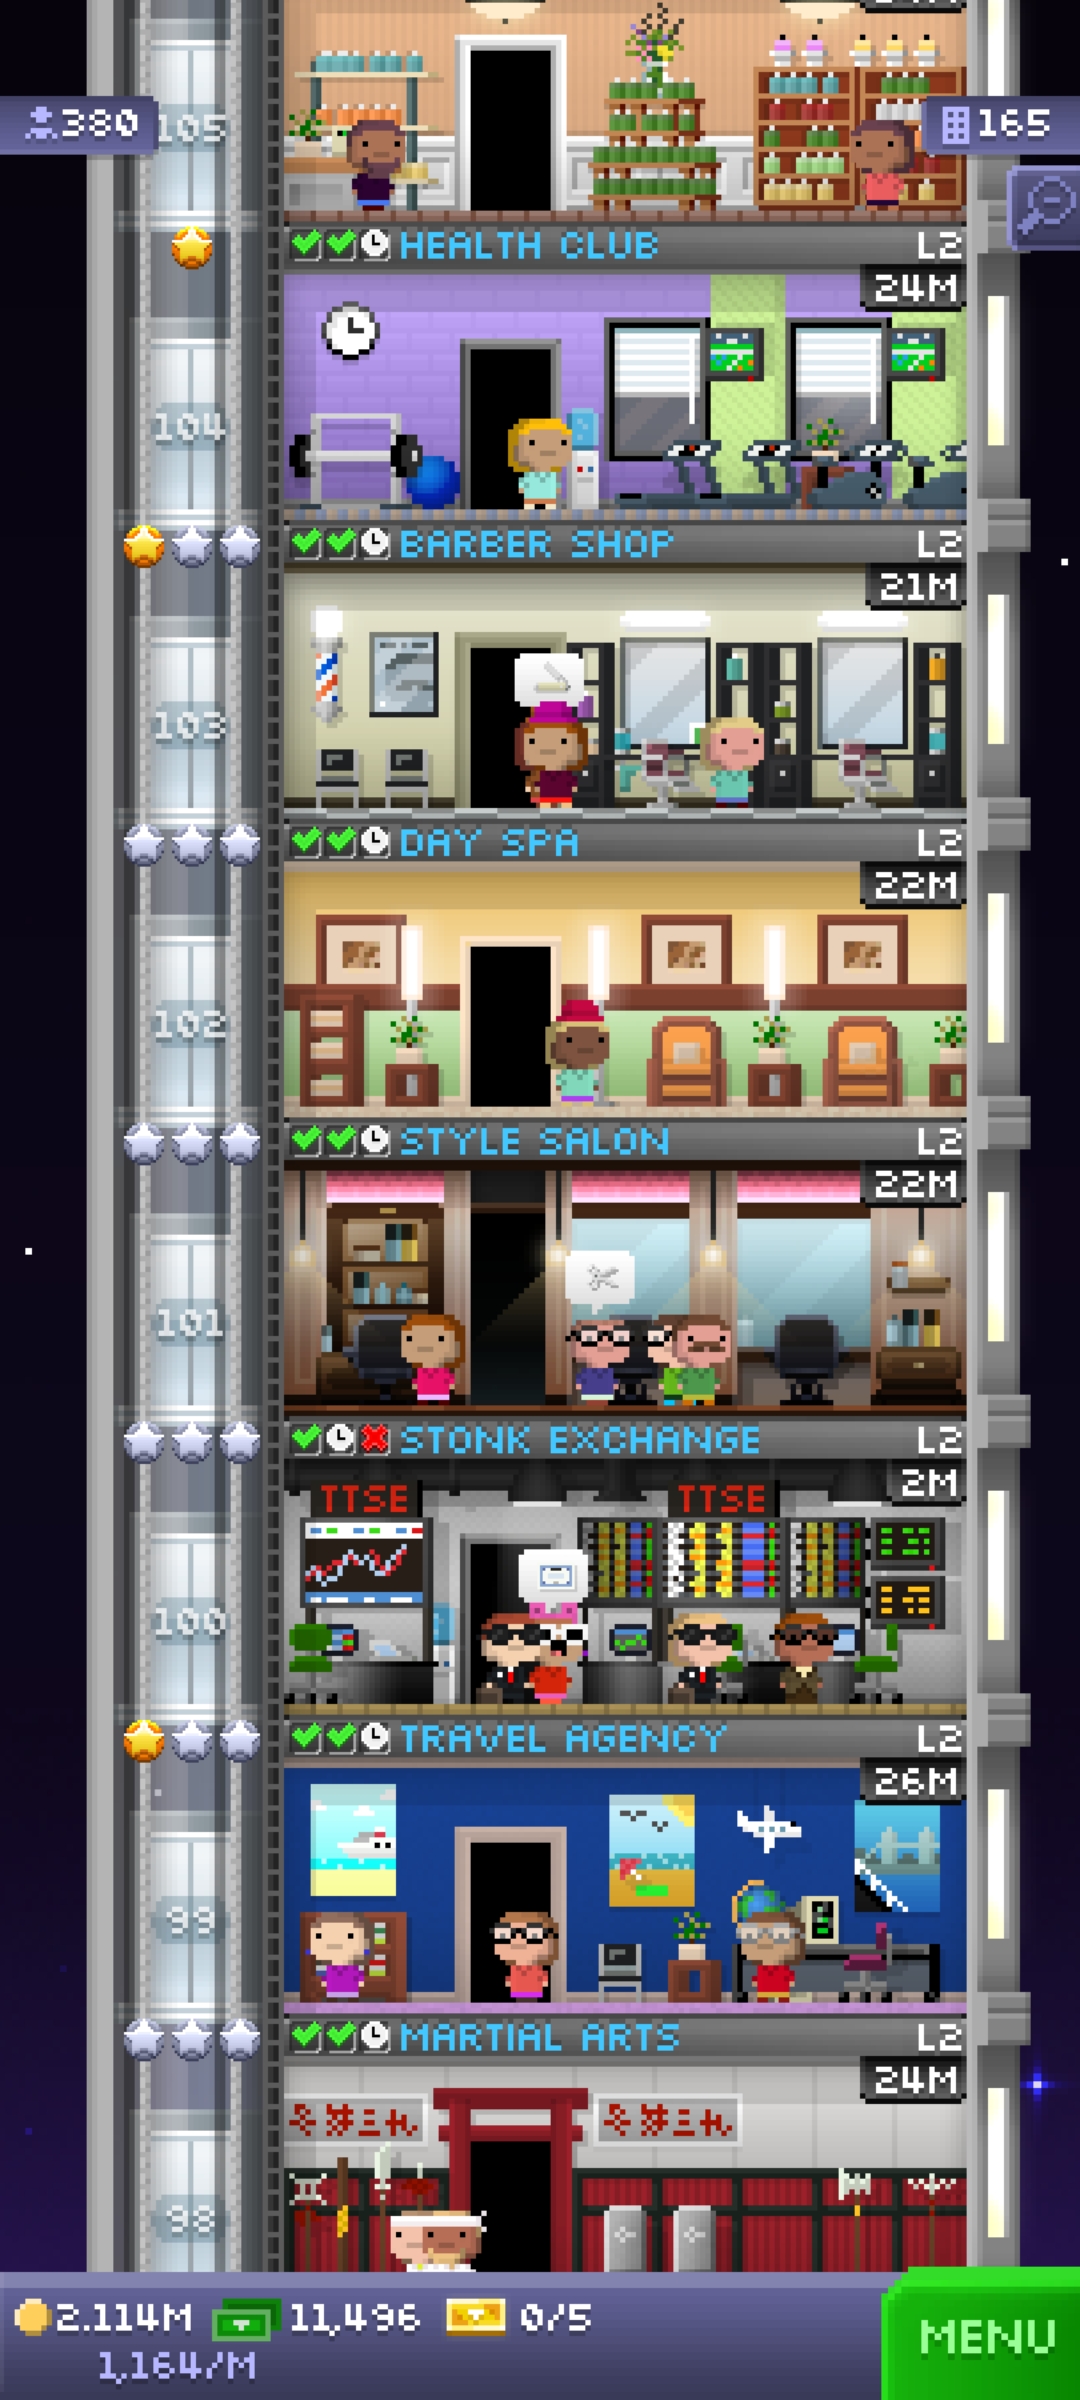 380
105
165
HEALTH CLUB L2
24M
104
BARBER SHOP L2
21M
103
DAY SPA L2
22M
102
STYLE SALON L2
22M
101
STONK EXCHANGE L2
2M
TTSE TTSE
100
TRAVEL AGENCY L2
26M
99
MARTIAL ARTS L2
24M
98
2.114M 11,496 0/5
1,164/M
MENU